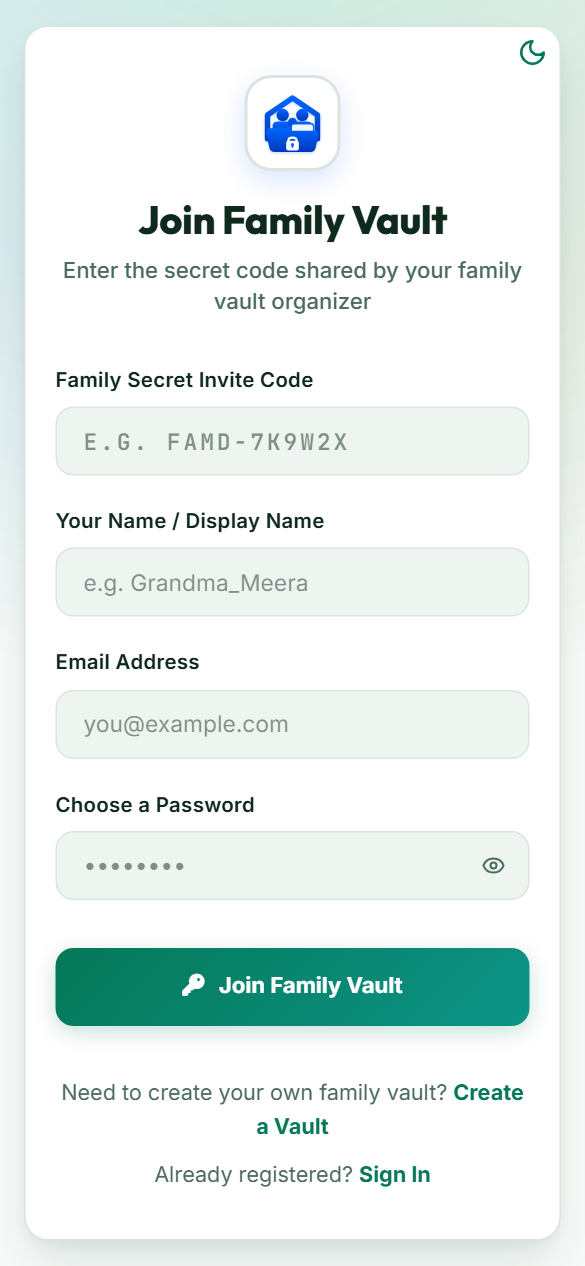 Join Family Vault
Enter the secret code shared by your family
vault organizer
Family Secret Invite Code
E.G. FAMD-7K9W2X
Your Name / Display Name
e.g. Grandma_Meera
Email Address
you@example.com
Choose a Password
••••••••
Join Family Vault
Need to create your own family vault? Create
a Vault
Already registered? Sign In